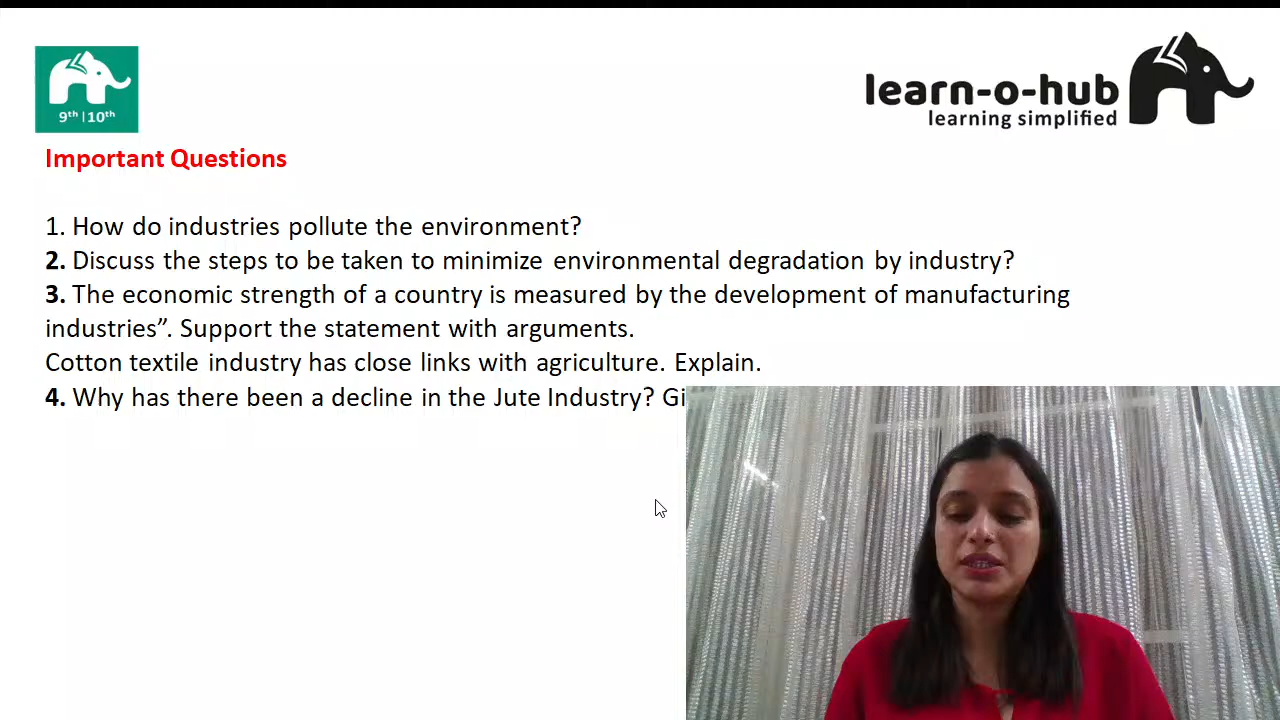 9th | 10th
learn-o-hub
learning simplified
Important Questions
1. How do industries pollute the environment?
2. Discuss the steps to be taken to minimize environmental degradation by industry?
3. The economic strength of a country is measured by the development of manufacturing
industries”. Support the statement with arguments.
Cotton textile industry has close links with agriculture. Explain.
4. Why has there been a decline in the Jute Industry?